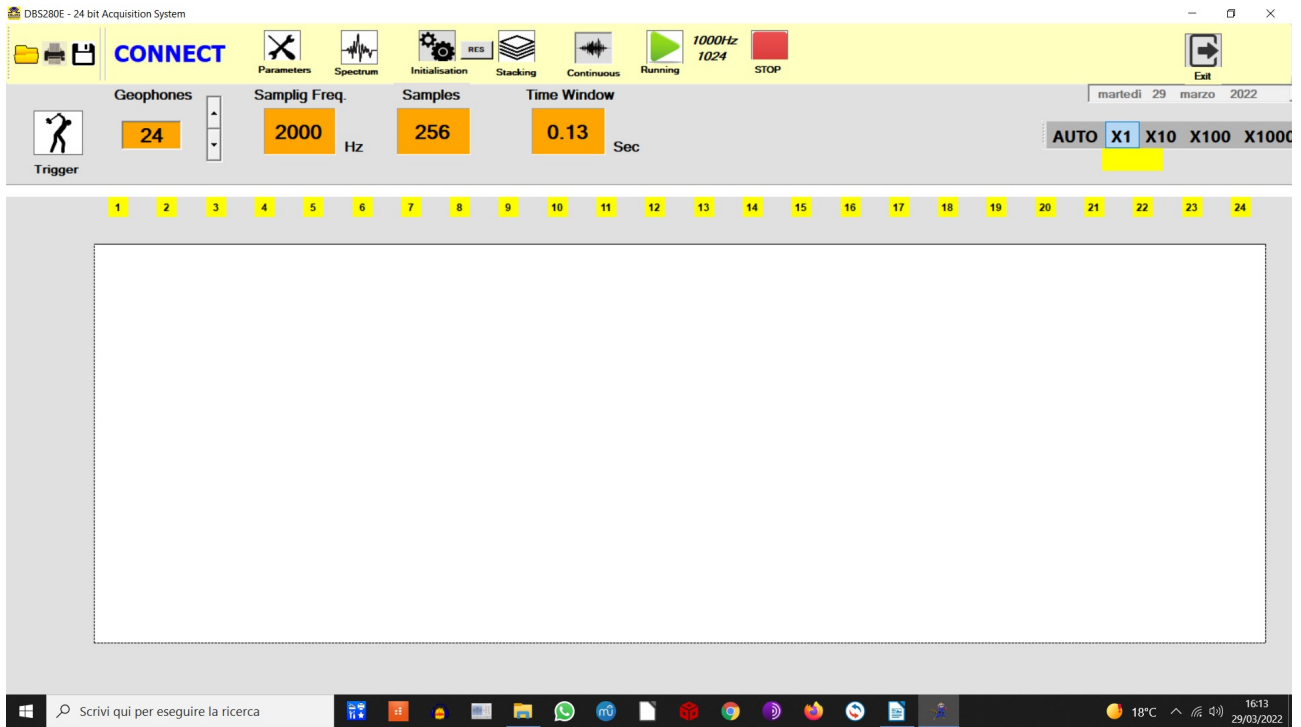 DBS280E - 24 bit Acquisition System
CONNECT
Parameters
Spectrum
Initialisation
RES
Stacking
Continuous
Running
1000Hz
1024
STOP
Exit
Trigger
Geophones
24
Samplig Freq.
2000 Hz
Samples
256
Time Window
0.13 Sec
martedì 29 marzo 2022
AUTO X1 X10 X100 X1000
1 2 3 4 5 6 7 8 9 10 11 12 13 14 15 16 17 18 19 20 21 22 23 24
Scrivi qui per eseguire la ricerca
mû
18°C
16:13
29/03/2022